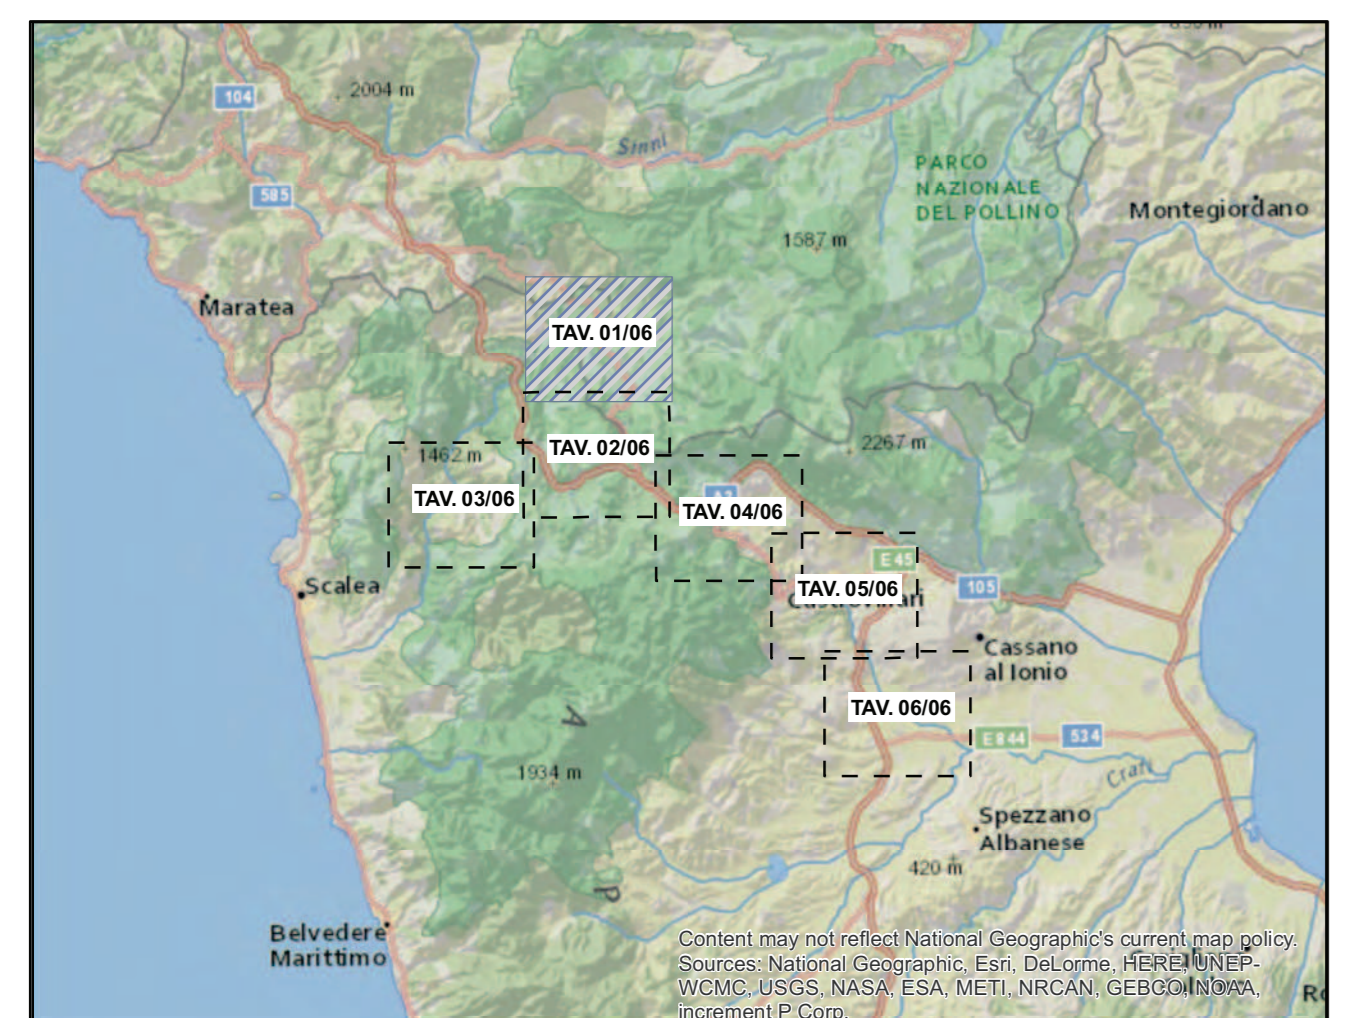 104
2004 m
Sinni
PARCO
NAZIONALE
DEL POLLINO
585
Montegiordano
1587 m
Maratea
TAV. 01/06
2267 m
TAV. 02/06
1462 m
TAV. 03/06
TAV. 04/06
E45
105
Scalea
TAV. 05/06
Cassano
al Ionio
TAV. 06/06
A
E844
534
Crati
1934 m
Spezzano
Albanese
420 m
P
Belvedere
Marittimo
Content may not reflect National Geographic's current map policy.
Sources: National Geographic, Esri, DeLorme, HERE, UNEP-
WCMC, USGS, NASA, ESA, METI, NRCAN, GEBCO, NOAA,
increment P Corp.